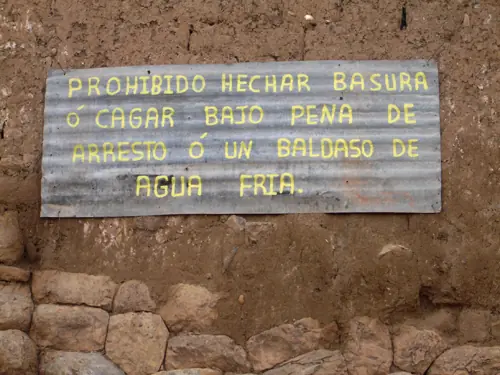 PROHIBIDO HECHAR BASURA
Ó CAGAR BAJO PENA DE
ARRESTO Ó UN BALDASO DE
AGUA FRIA.